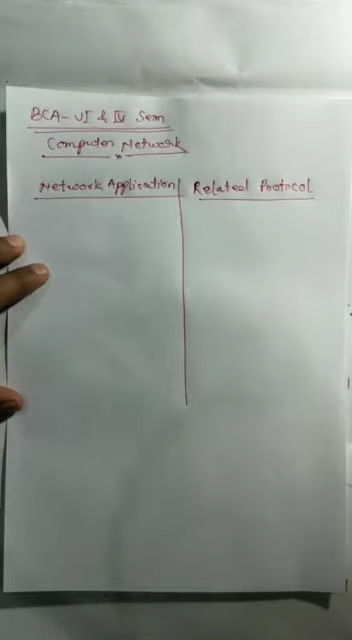 BCA-VI & IV Sem
Computer Network
Network Application Related Protocol